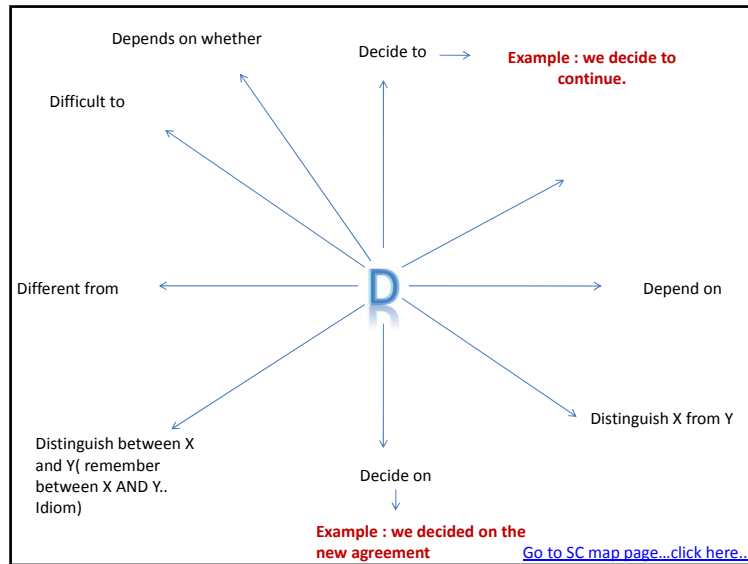 Depends on whether
Decide to
Example : we decide to
continue.
Difficult to
D
Different from
Depend on
Distinguish X from Y
Distinguish between X
and Y( remember
between X AND Y..
Idiom)
Decide on
Example : we decided on the
new agreement
Go to SC map page...click here...